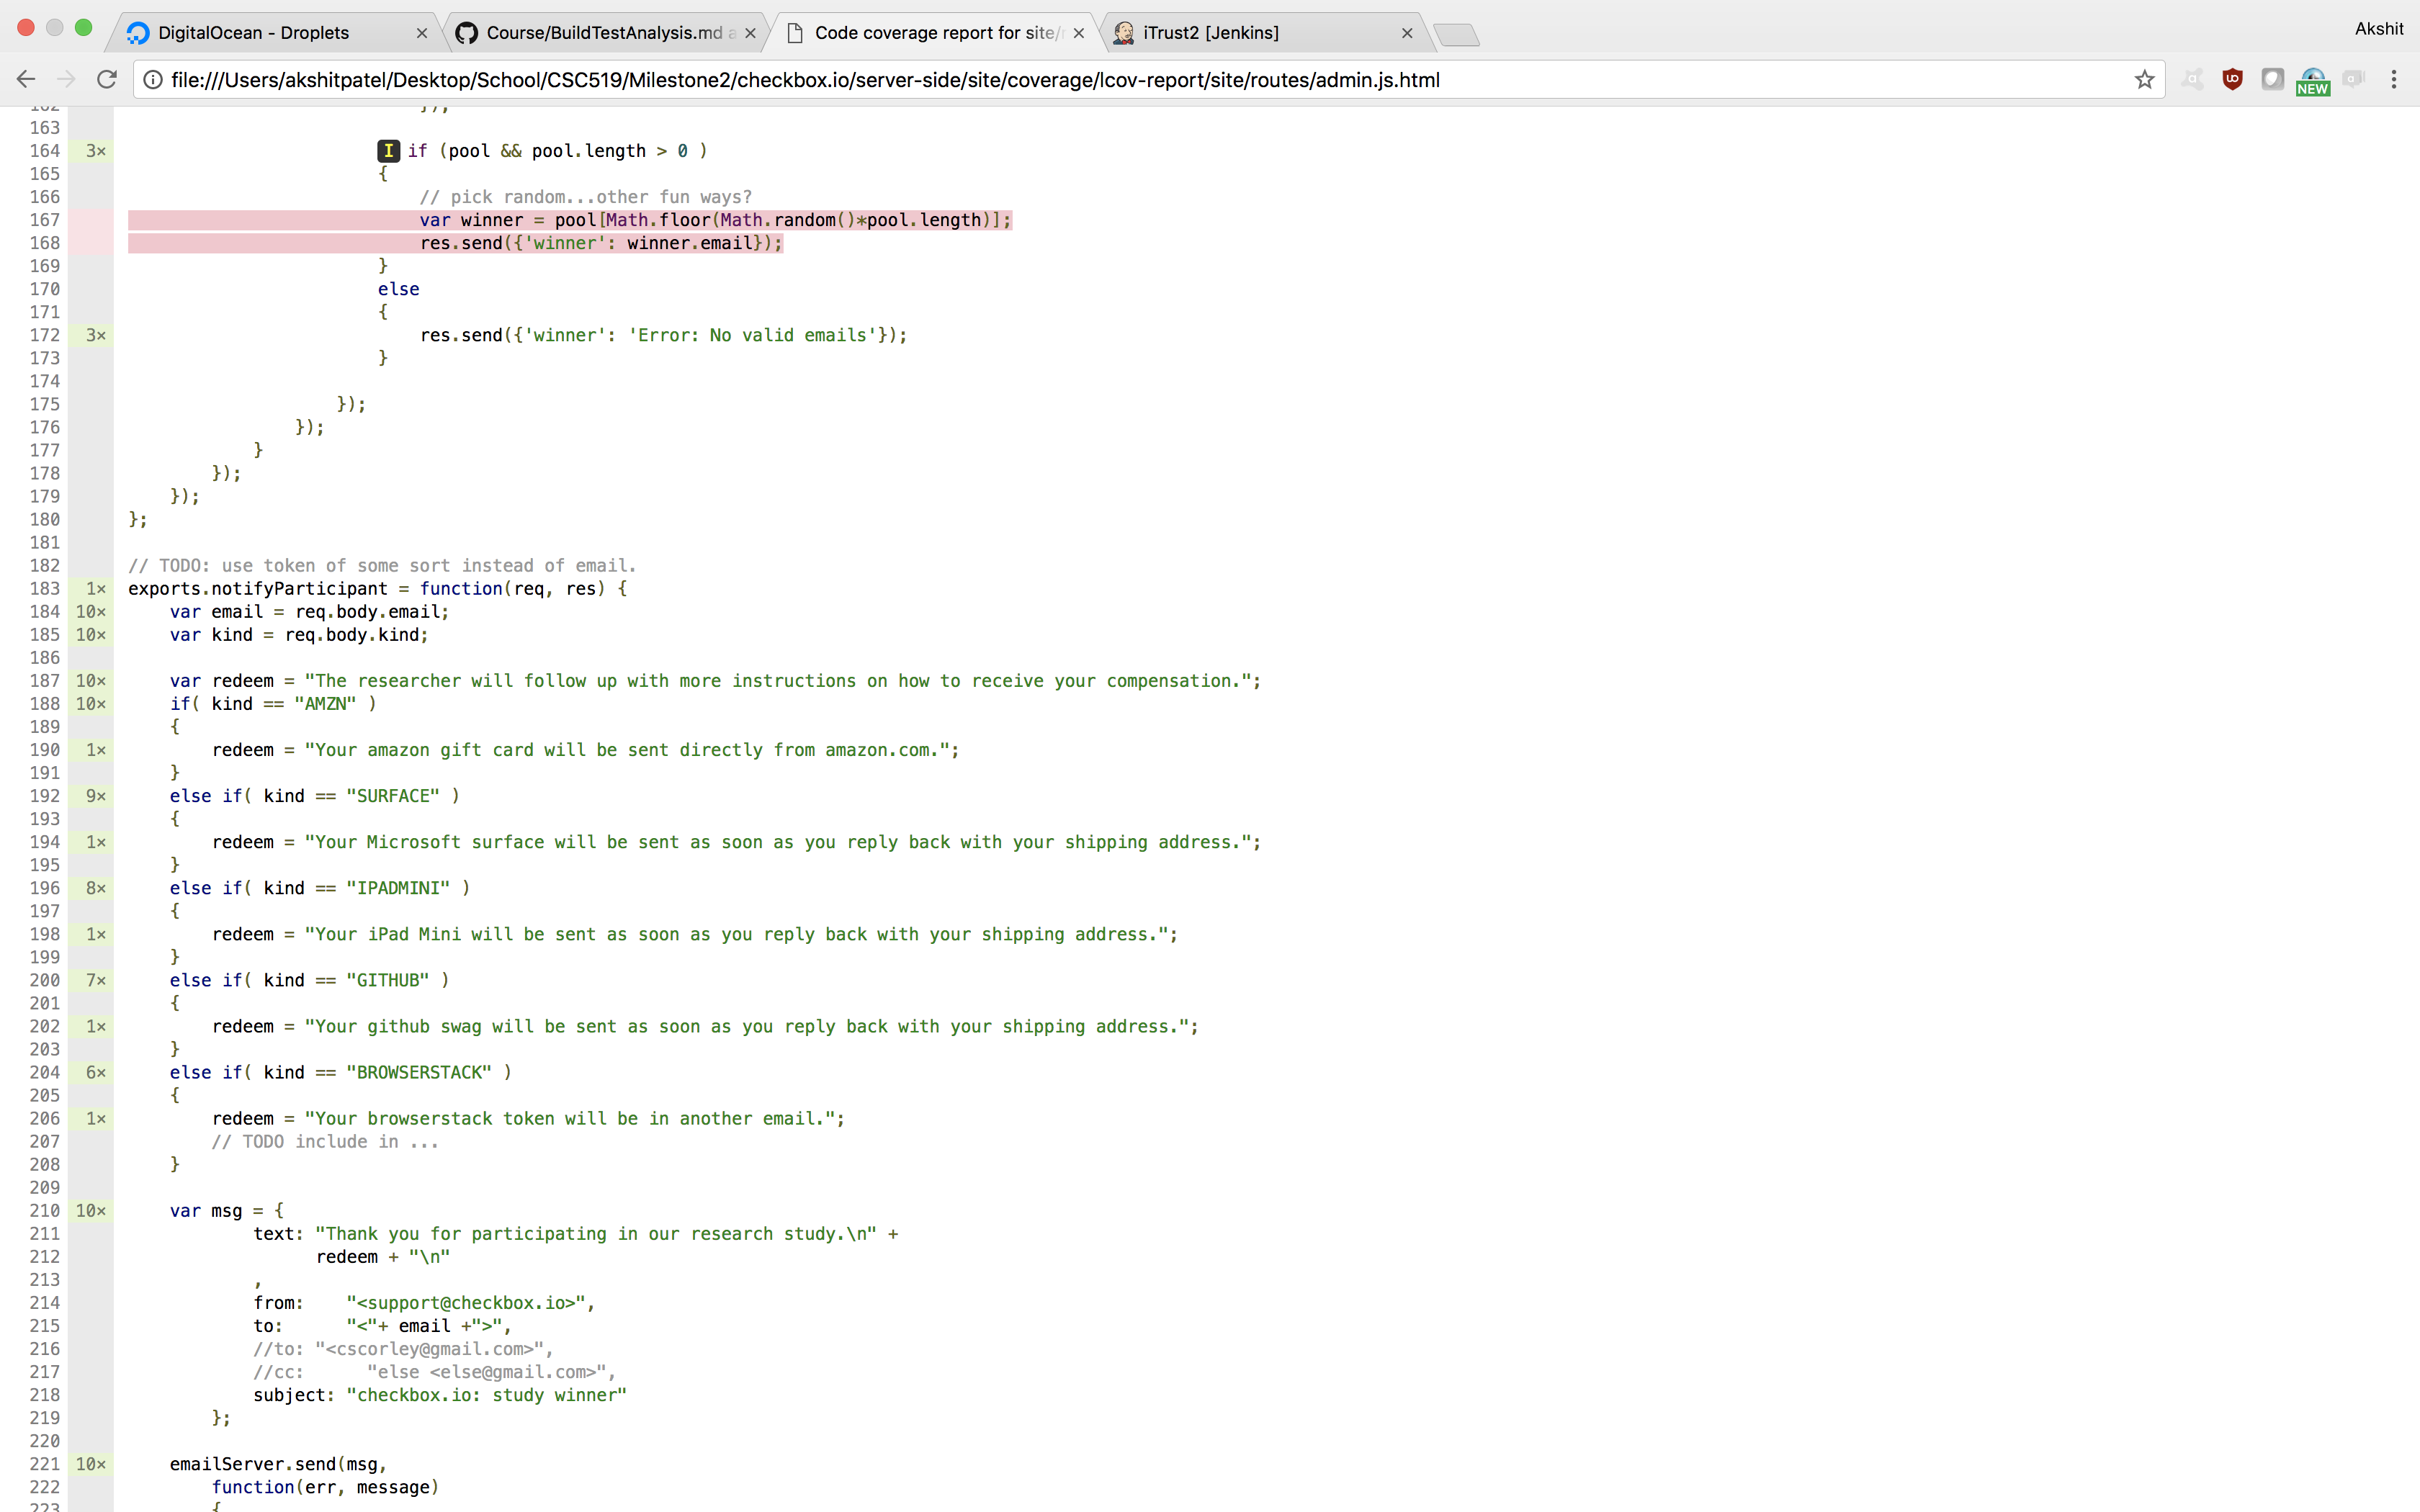 DigitalOcean - Droplets
Course/BuildTestAnalysis.md a
Code coverage report for site/
iTrust2 [Jenkins]
Akshit
file:///Users/akshitpatel/Desktop/School/CSC519/Milestone2/checkbox.io/server-side/site/coverage/lcov-report/site/routes/admin.js.html
NEW
162 });
163
164 3× I if (pool && pool.length > 0 )
165 {
166 // pick random...other fun ways?
167 var winner = pool[Math.floor(Math.random()*pool.length)];
168 res.send({'winner': winner.email});
169 }
170 else
171 {
172 3× res.send({'winner': 'Error: No valid emails'});
173 }
174
175 });
176 });
177 }
178 });
179 });
180 };
181
182 // TODO: use token of some sort instead of email.
183 1× exports.notifyParticipant = function(req, res) {
184 10× var email = req.body.email;
185 10× var kind = req.body.kind;
186
187 10× var redeem = "The researcher will follow up with more instructions on how to receive your compensation.";
188 10× if( kind == "AMZN" )
189 {
190 1× redeem = "Your amazon gift card will be sent directly from amazon.com.";
191 }
192 9× else if( kind == "SURFACE" )
193 {
194 1× redeem = "Your Microsoft surface will be sent as soon as you reply back with your shipping address.";
195 }
196 8× else if( kind == "IPADMINI" )
197 {
198 1× redeem = "Your iPad Mini will be sent as soon as you reply back with your shipping address.";
199 }
200 7× else if( kind == "GITHUB" )
201 {
202 1× redeem = "Your github swag will be sent as soon as you reply back with your shipping address.";
203 }
204 6× else if( kind == "BROWSERSTACK" )
205 {
206 1× redeem = "Your browserstack token will be in another email.";
207 // TODO include in ...
208 }
209
210 10× var msg = {
211 text: "Thank you for participating in our research study.\n" +
212 redeem + "\n"
213 ,
214 from: "<support@checkbox.io>",
215 to: "<"+ email +">",
216 //to: "<cscorley@gmail.com>",
217 //cc: "else <else@gmail.com>",
218 subject: "checkbox.io: study winner"
219 };
220
221 10× emailServer.send(msg,
222 function(err, message)
223 {